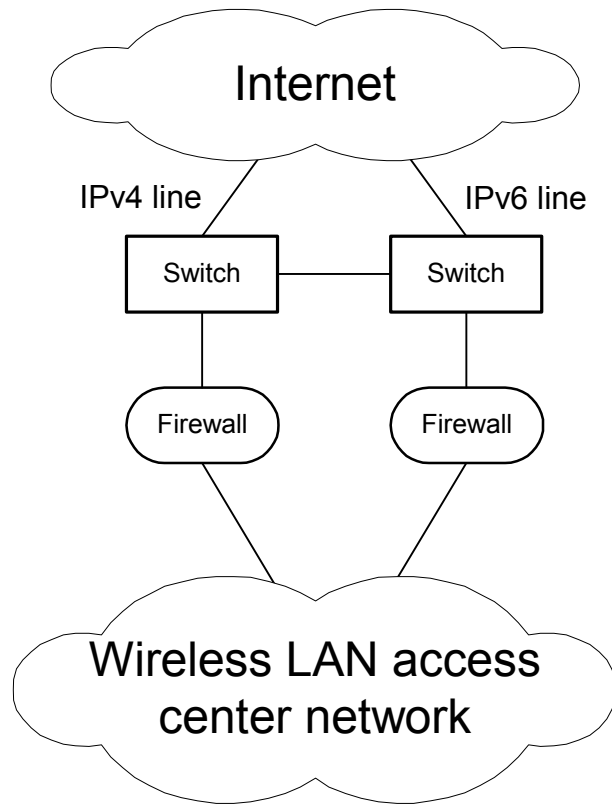 Internet
IPv4 line
IPv6 line
Switch
Switch
Firewall
Firewall
Wireless LAN access
center network